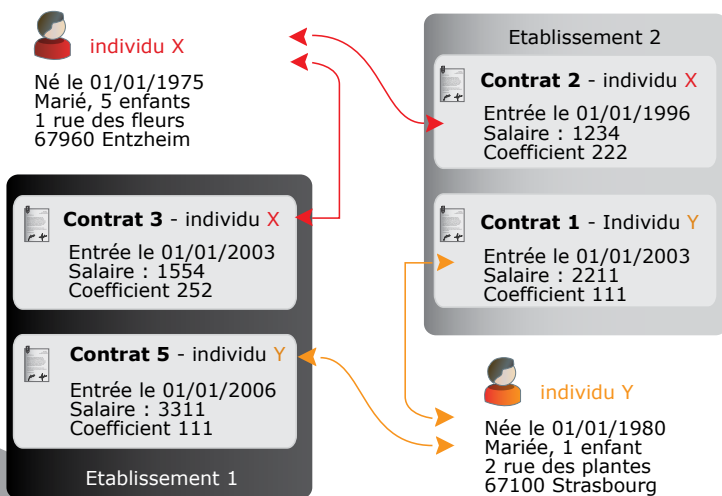 individu X
Né le 01/01/1975
Marié, 5 enfants
1 rue des fleurs
67960 Entzheim
Etablissement 2
Contrat 2 - individu X
Entrée le 01/01/1996
Salaire : 1234
Coefficient 222
Contrat 1 - Individu Y
Entrée le 01/01/2003
Salaire : 2211
Coefficient 111
Contrat 3 - individu X
Entrée le 01/01/2003
Salaire : 1554
Coefficient 252
Contrat 5 - individu Y
Entrée le 01/01/2006
Salaire : 3311
Coefficient 111
Etablissement 1
individu Y
Née le 01/01/1980
Mariée, 1 enfant
2 rue des plantes
67100 Strasbourg